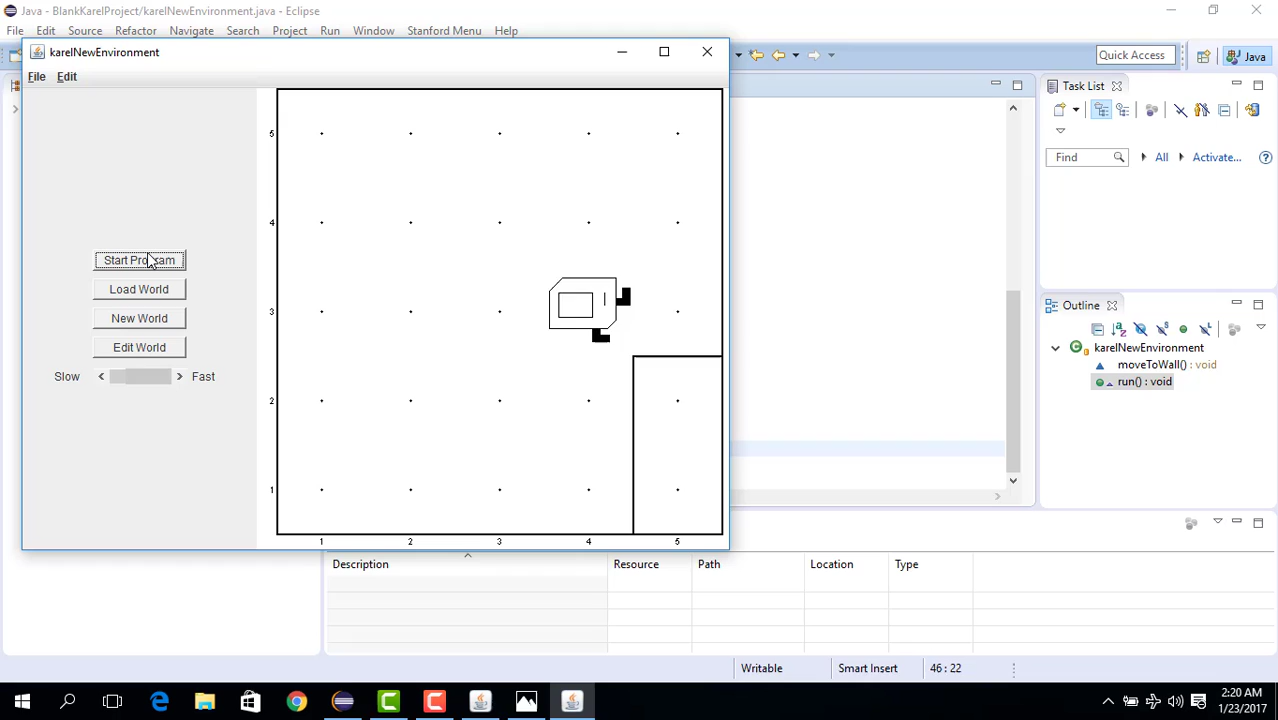 Java - BlankKarelProject/karelNewEnvironment.java - Eclipse
File Edit Source Refactor Navigate Search Project Run Window Stanford Menu Help
karelNewEnvironment
File Edit
Quick Access
Java
Task List
Find
All
Activate...
5
4
3
2
1
1 2 3 4 5
Start Program
Load World
New World
Edit World
Slow < > Fast
Outline
karelNewEnvironment
moveToWall() : void
run() : void
Description Resource Path Location Type
Writable Smart Insert 46 : 22
2:20 AM
1/23/2017